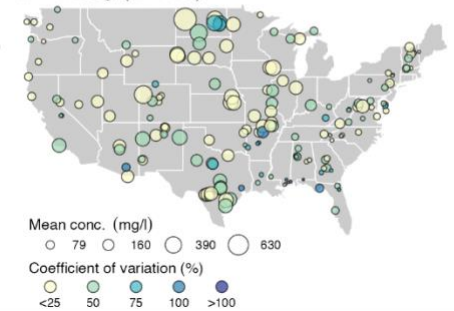 Mean conc. (mg/l)
79 160 390 630
Coefficient of variation (%)
<25 50 75 100 >100